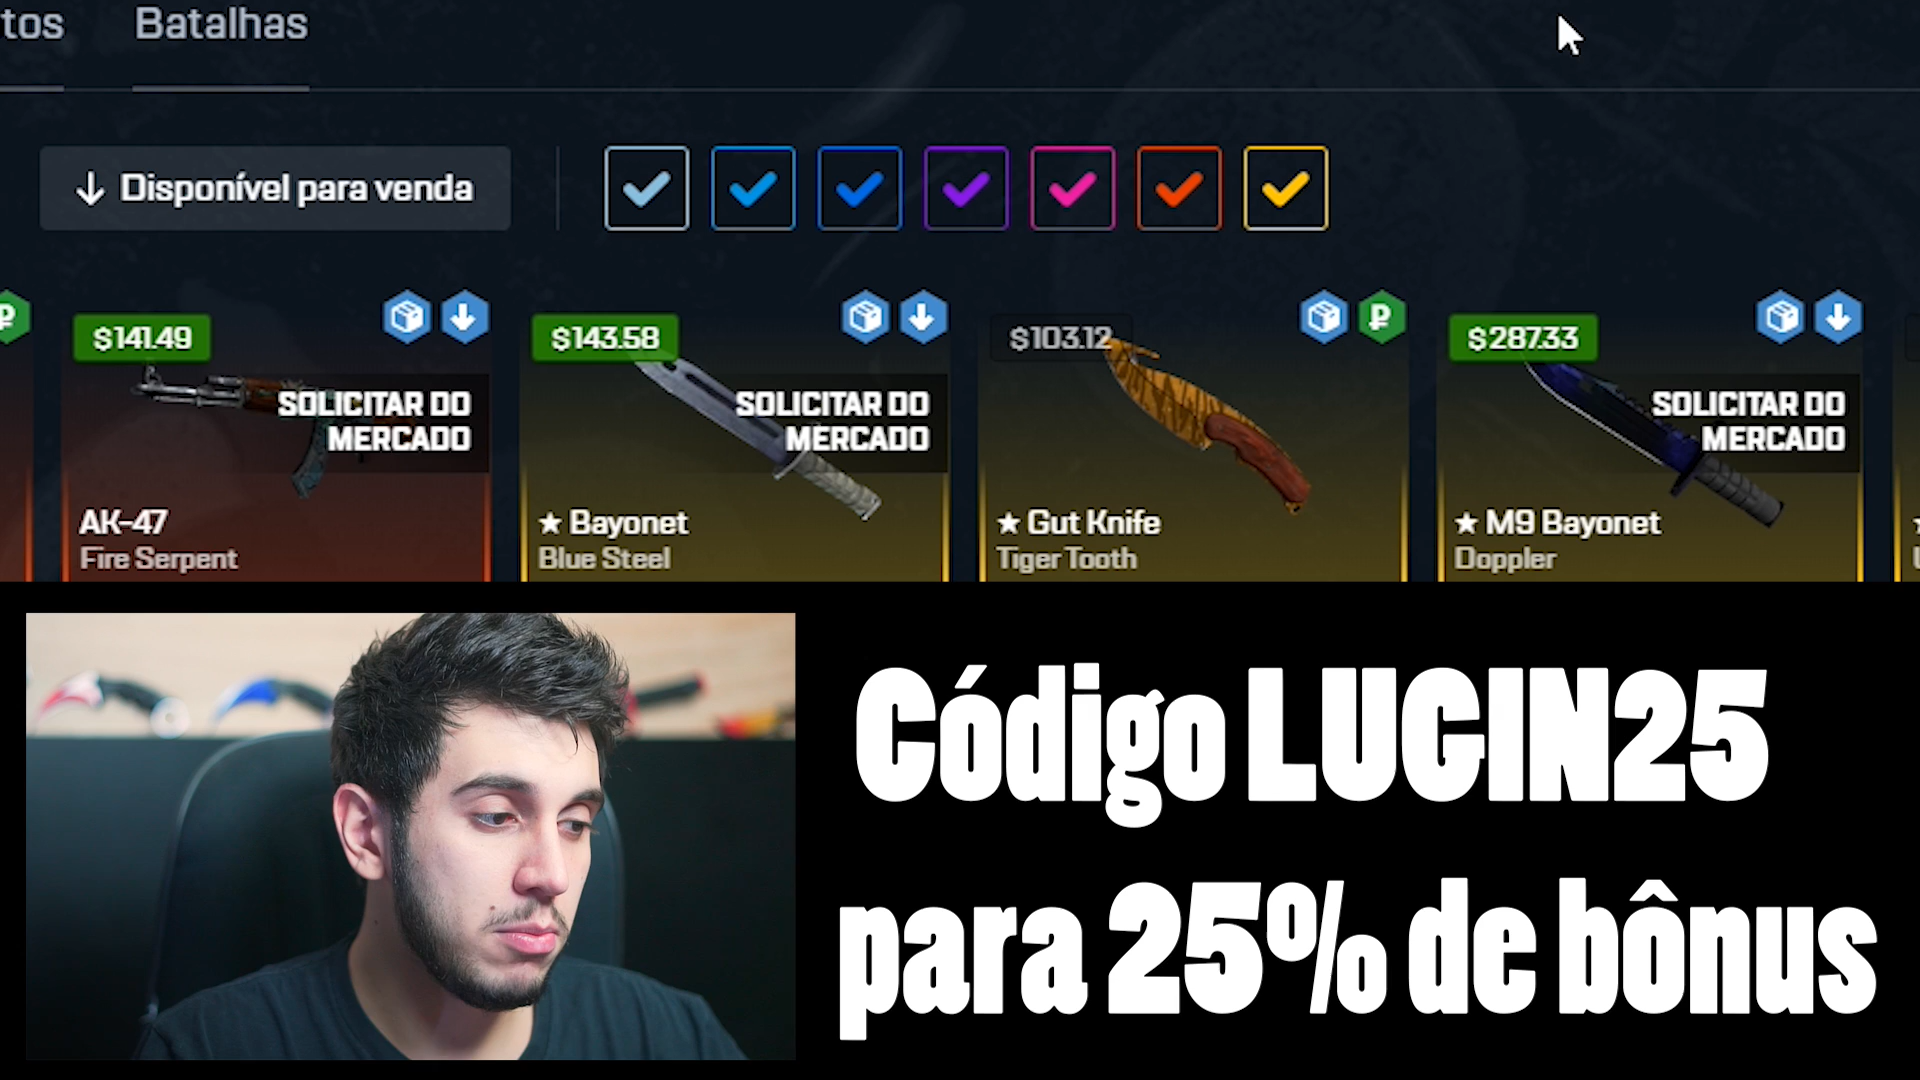 tos Batalhas
Disponível para venda
$141.49 $143.58 $103.12 $287.33
SOLICITAR DO
MERCADO
SOLICITAR DO
MERCADO
SOLICITAR DO
MERCADO
AK-47
Fire Serpent
★ Bayonet
Blue Steel
★ Gut Knife
Tiger Tooth
★ M9 Bayonet
Doppler
Código LUGIN25
para 25% de bônus